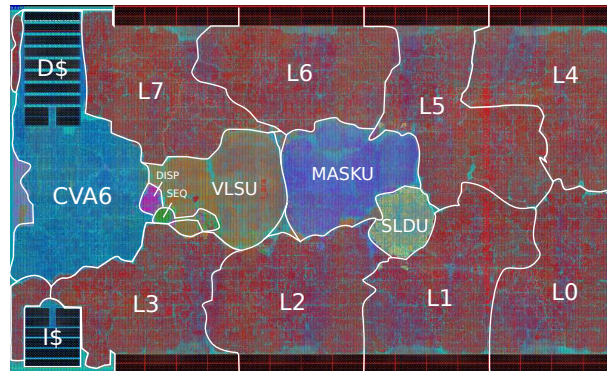 D$
L7
L6
L5
L4
CVA6
DISP
SEQ
VLSU
MASKU
SLDU
L3
L2
L1
L0
I$